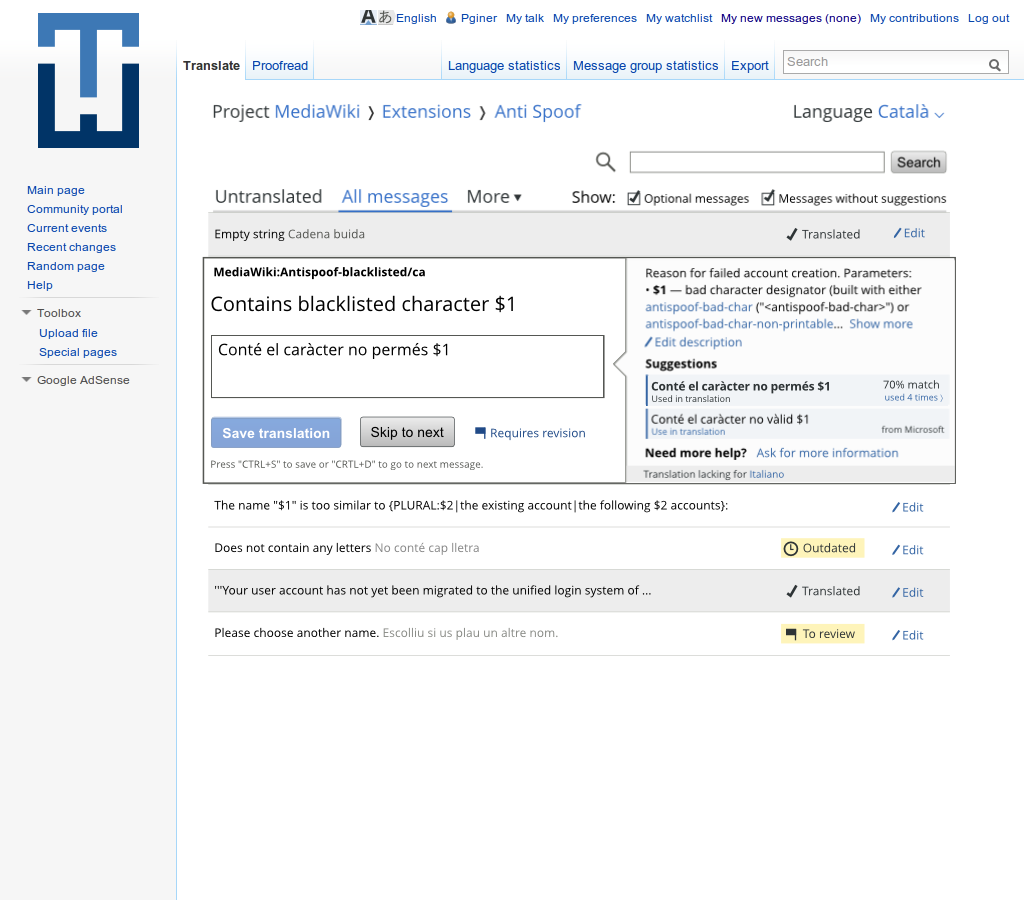 Aあ English Pginer My talk My preferences My watchlist My new messages (none) My contributions Log out
Translate Proofread Language statistics Message group statistics Export Search
Project MediaWiki ❭ Extensions ❭ Anti Spoof Language Català
Search
Untranslated All messages More ▾ Show: Optional messages Messages without suggestions
Main page
Community portal
Current events
Recent changes
Random page
Help
Toolbox
Upload file
Special pages
Google AdSense
Empty string Cadena buida Translated Edit
MediaWiki:Antispoof-blacklisted/ca
Contains blacklisted character $1
Conté el caràcter no permés $1
Save translation Skip to next Requires revision
Press "CTRL+S" to save or "CRTL+D" to go to next message.
Reason for failed account creation. Parameters:
• $1 — bad character designator (built with either
antispoof-bad-char ("<antispoof-bad-char>") or
antispoof-bad-char-non-printable... Show more
Edit description
Suggestions
Conté el caràcter no permés $1 70% match
Used in translation used 4 times ⟩
Conté el caràcter no vàlid $1
Use in translation from Microsoft
Need more help? Ask for more information
Translation lacking for Italiano
The name "$1" is too similar to {PLURAL:$2|the existing account|the following $2 accounts}: Edit
Does not contain any letters No conté cap lletra Outdated Edit
'''Your user account has not yet been migrated to the unified login system of ... Translated Edit
Please choose another name. Escolliu si us plau un altre nom. To review Edit